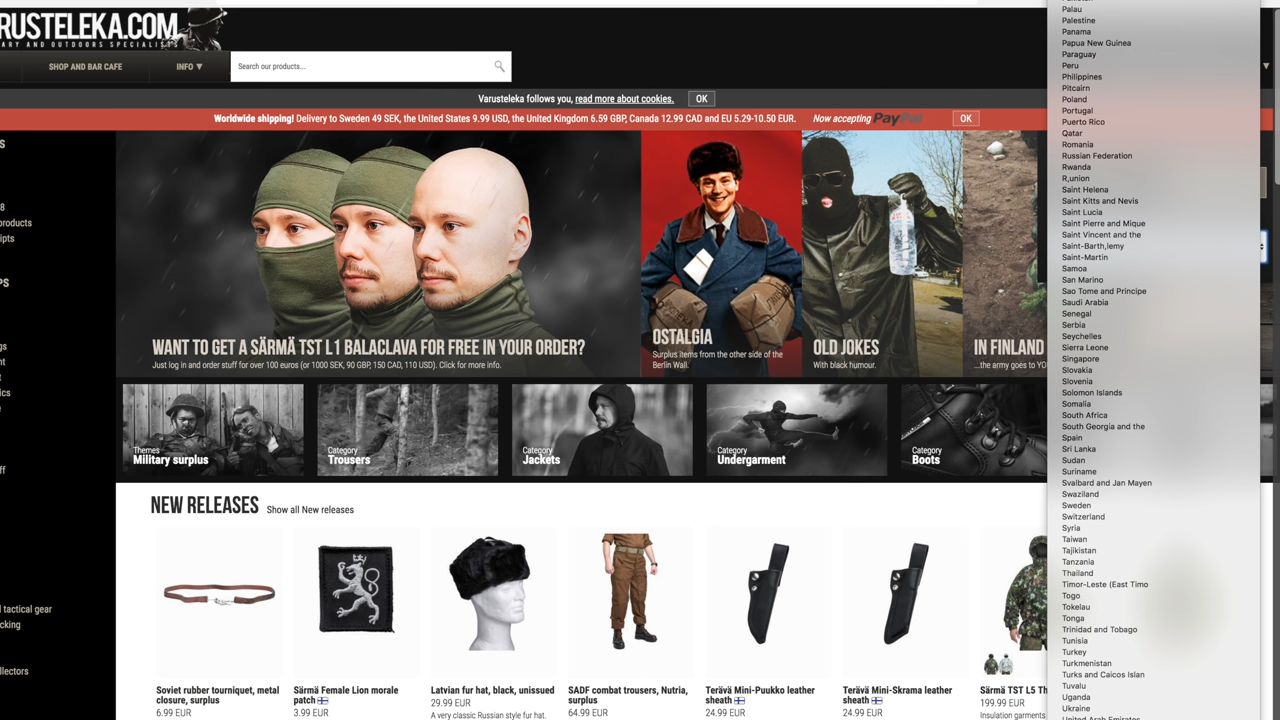 RUSTELEKA.COM
ARY AND OUTDOORS SPECIALISTS
SHOP AND BAR CAFE
INFO ▼
Search our products...
Varusteleka follows you, read more about cookies.
OK
Worldwide shipping! Delivery to Sweden 49 SEK, the United States 9.99 USD, the United Kingdom 6.59 GBP, Canada 12.99 CAD and EU 5.29-10.50 EUR.
Now accepting PayPal
OK
S
8
products
ipts
PS
gs
nt
ics
e
ff
l tactical gear
cking
llectors
WANT TO GET A SÄRMÄ TST L1 BALACLAVA FOR FREE IN YOUR ORDER?
Just log in and order stuff for over 100 euros (or 1000 SEK, 90 GBP, 150 CAD, 110 USD). Click for more info.
OSTALGIA
Surplus items from the other side of the
Berlin Wall.
OLD JOKES
With black humour.
IN FINLAND
...the army goes to YO
Themes
Military surplus
Category
Trousers
Category
Jackets
Category
Undergarment
Category
Boots
NEW RELEASES
Show all New releases
Soviet rubber tourniquet, metal
closure, surplus
6.99 EUR
Särmä Female Lion morale
patch
3.99 EUR
Latvian fur hat, black, unissued
29.99 EUR
A very classic Russian style fur hat.
SADF combat trousers, Nutria,
surplus
64.99 EUR
Terävä Mini-Puukko leather
sheath
24.99 EUR
Terävä Mini-Skrama leather
sheath
24.99 EUR
Särmä TST L5 Th
199.99 EUR
Insulation garments
Palau
Palestine
Panama
Papua New Guinea
Paraguay
Peru
Philippines
Pitcairn
Poland
Portugal
Puerto Rico
Qatar
Romania
Russian Federation
Rwanda
R,union
Saint Helena
Saint Kitts and Nevis
Saint Lucia
Saint Pierre and Mique
Saint Vincent and the
Saint-Barth,lemy
Saint-Martin
Samoa
San Marino
Sao Tome and Principe
Saudi Arabia
Senegal
Serbia
Seychelles
Sierra Leone
Singapore
Slovakia
Slovenia
Solomon Islands
Somalia
South Africa
South Georgia and the
Spain
Sri Lanka
Sudan
Suriname
Svalbard and Jan Mayen
Swaziland
Sweden
Switzerland
Syria
Taiwan
Tajikistan
Tanzania
Thailand
Timor-Leste (East Timo
Togo
Tokelau
Tonga
Trinidad and Tobago
Tunisia
Turkey
Turkmenistan
Turks and Caicos Islan
Tuvalu
Uganda
Ukraine
United Arab Emirates